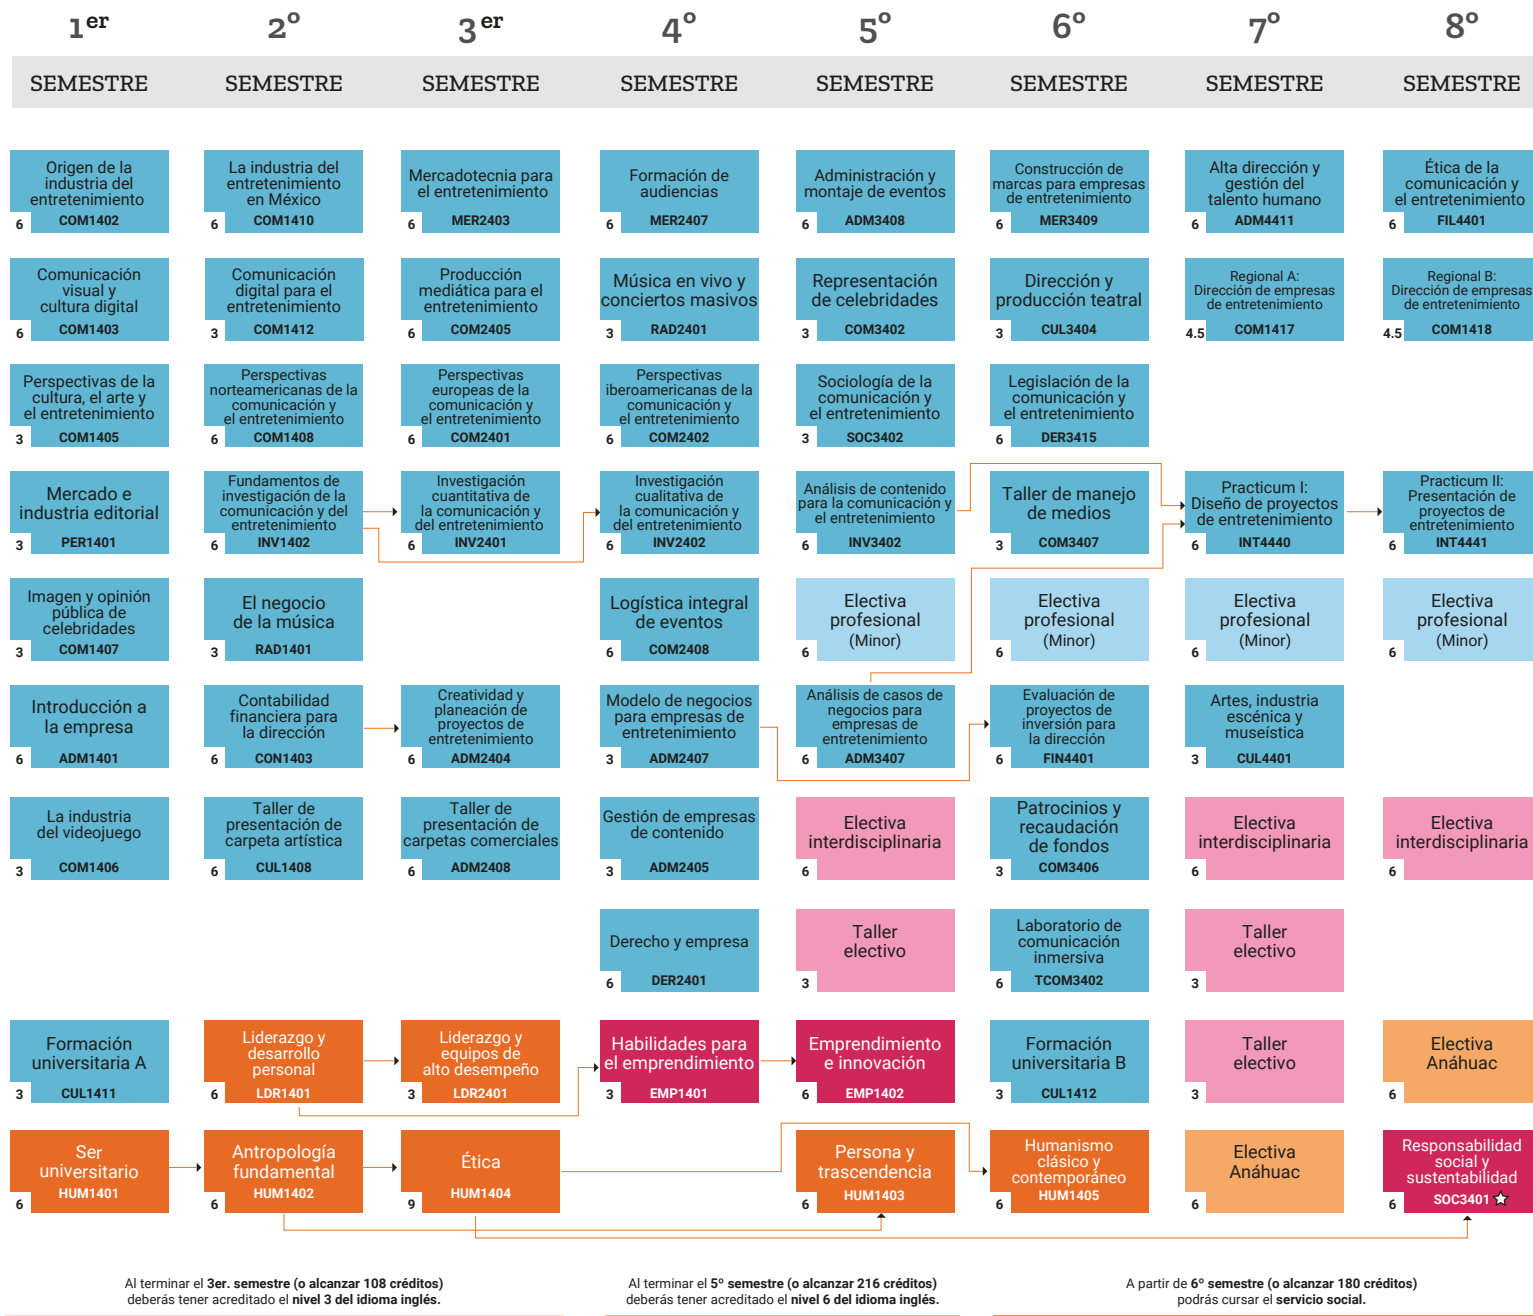 1er 2º 3er 4º 5º 6º 7º 8º
SEMESTRE SEMESTRE SEMESTRE SEMESTRE SEMESTRE SEMESTRE SEMESTRE SEMESTRE
Origen de la
industria del
entretenimiento
6 COM1402
La industria del
entretenimiento
en México
6 COM1410
Mercadotecnia para
el entretenimiento
6 MER2403
Formación de
audiencias
6 MER2407
Administración y
montaje de eventos
6 ADM3408
Construcción de
marcas para empresas
de entretenimiento
6 MER3409
Alta dirección y
gestión del
talento humano
6 ADM4411
Ética de la
comunicación y
el entretenimiento
6 FIL4401
Comunicación
visual y
cultura digital
6 COM1403
Comunicación
digital para el
entretenimiento
3 COM1412
Producción
mediática para el
entretenimiento
6 COM2405
Música en vivo y
conciertos masivos
3 RAD2401
Representación
de celebridades
3 COM3402
Dirección y
producción teatral
3 CUL3404
Regional A:
Dirección de empresas
de entretenimiento
4.5 COM1417
Regional B:
Dirección de empresas
de entretenimiento
4.5 COM1418
Perspectivas de la
cultura, el arte y
el entretenimiento
3 COM1405
Perspectivas
norteamericanas de la
comunicación y
el entretenimiento
6 COM1408
Perspectivas
europeas de la
comunicación y
el entretenimiento
6 COM2401
Perspectivas
iberoamericanas de la
comunicación y
el entretenimiento
6 COM2402
Sociología de la
comunicación y
el entretenimiento
3 SOC3402
Legislación de la
comunicación y
el entretenimiento
6 DER3415
Mercado e
industria editorial
3 PER1401
Fundamentos de
investigación de la
comunicación y del
entretenimiento
6 INV1402
Investigación
cuantitativa de
la comunicación y
del entretenimiento
6 INV2401
Investigación
cualitativa de
la comunicación y
del entretenimiento
6 INV2402
Análisis de contenido
para la comunicación y
el entretenimiento
6 INV3402
Taller de manejo
de medios
3 COM3407
Practicum I:
Diseño de proyectos
de entretenimiento
6 INT4440
Practicum II:
Presentación de
proyectos de
entretenimiento
6 INT4441
Imagen y opinión
pública de
celebridades
3 COM1407
El negocio
de la música
3 RAD1401
Logística integral
de eventos
6 COM2408
Electiva
profesional
(Minor)
6
Electiva
profesional
(Minor)
6
Electiva
profesional
(Minor)
6
Electiva
profesional
(Minor)
6
Introducción a
la empresa
6 ADM1401
Contabilidad
financiera para
la dirección
6 CON1403
Creatividad y
planeación de
proyectos de
entretenimiento
6 ADM2404
Modelo de negocios
para empresas de
entretenimiento
3 ADM2407
Análisis de casos de
negocios para
empresas de
entretenimiento
6 ADM3407
Evaluación de
proyectos de
inversión para
la dirección
6 FIN4401
Artes, industria
escénica y
museística
3 CUL4401
La industria
del videojuego
3 COM1406
Taller de
presentación de
carpeta artística
6 CUL1408
Taller de
presentación de
carpetas comerciales
6 ADM2408
Gestión de empresas
de contenido
3 ADM2405
Electiva
interdisciplinaria
6
Patrocinios y
recaudación
de fondos
3 COM3406
Electiva
interdisciplinaria
6
Electiva
interdisciplinaria
6
Derecho y empresa
6 DER2401
Taller
electivo
3
Laboratorio de
comunicación
inmersiva
6 TCOM3402
Taller
electivo
3
Formación
universitaria A
3 CUL1411
Liderazgo y
desarrollo
personal
6 LDR1401
Liderazgo y
equipos de
alto desempeño
3 LDR2401
Habilidades para
el emprendimiento
3 EMP1401
Emprendimiento
e innovación
6 EMP1402
Formación
universitaria B
3 CUL1412
Taller
electivo
3
Electiva
Anáhuac
6
Ser
universitario
6 HUM1401
Antropología
fundamental
6 HUM1402
Ética
9 HUM1404
Persona y
trascendencia
6 HUM1403
Humanismo
clásico y
contemporáneo
6 HUM1405
Electiva
Anáhuac
6
Responsabilidad
social y
sustentabilidad
6 SOC3401
Al terminar el 3er. semestre (o alcanzar 108 créditos)
deberás tener acreditado el nivel 3 del idioma inglés.
Al terminar el 5º semestre (o alcanzar 216 créditos)
deberás tener acreditado el nivel 6 del idioma inglés.
A partir de 6º semestre (o alcanzar 180 créditos)
podrás cursar el servicio social.